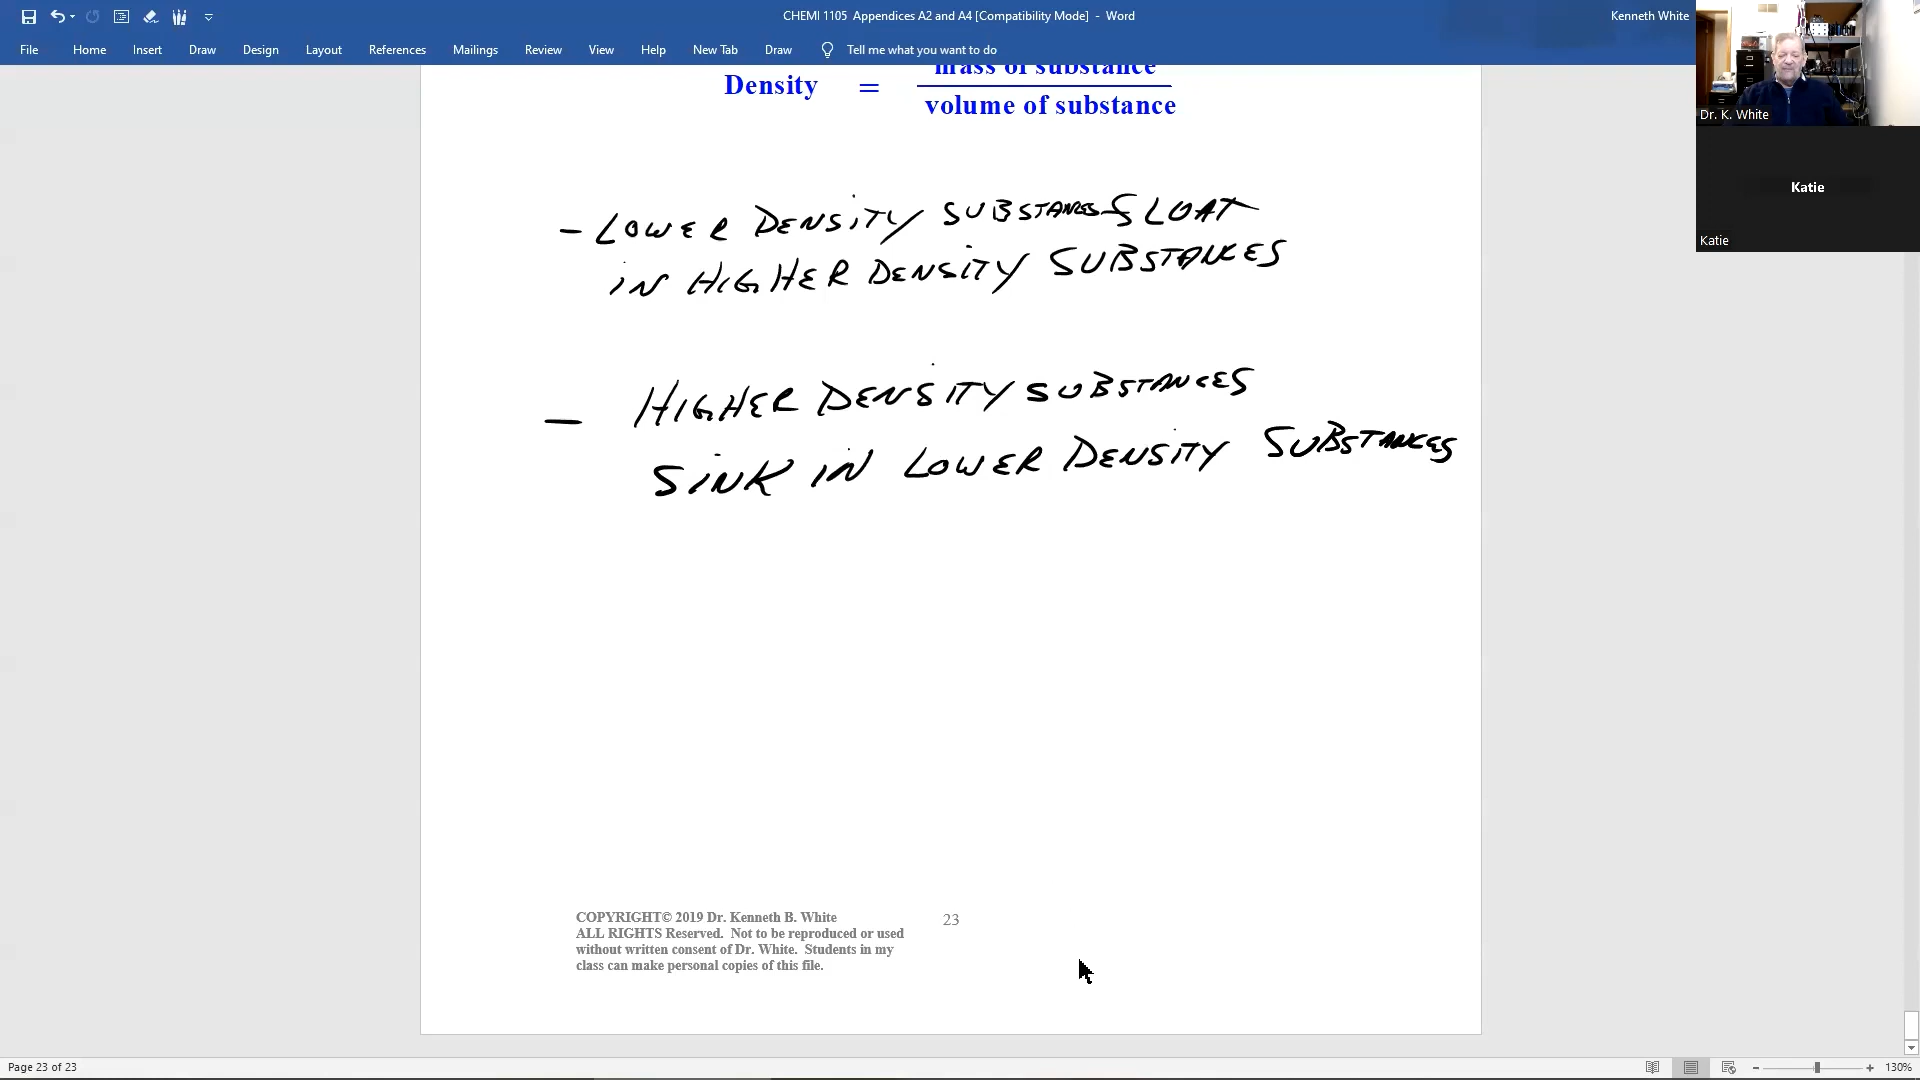 CHEMI 1105 Appendices A2 and A4 [Compatibility Mode] - Word
Kenneth White
File Home Insert Draw Design Layout References Mailings Review View Help New Tab Draw Tell me what you want to do
mass of substance
Density =
volume of substance
Dr. K. White
Katie
Katie
- LOWER DENSITY SUBSTANCES FLOAT
IN HIGHER DENSITY SUBSTANCES
- HIGHER DENSITY SUBSTANCES
SINK IN LOWER DENSITY SUBSTANCES
COPYRIGHT© 2019 Dr. Kenneth B. White
ALL RIGHTS Reserved. Not to be reproduced or used
without written consent of Dr. White. Students in my
class can make personal copies of this file.
23
Page 23 of 23
130%